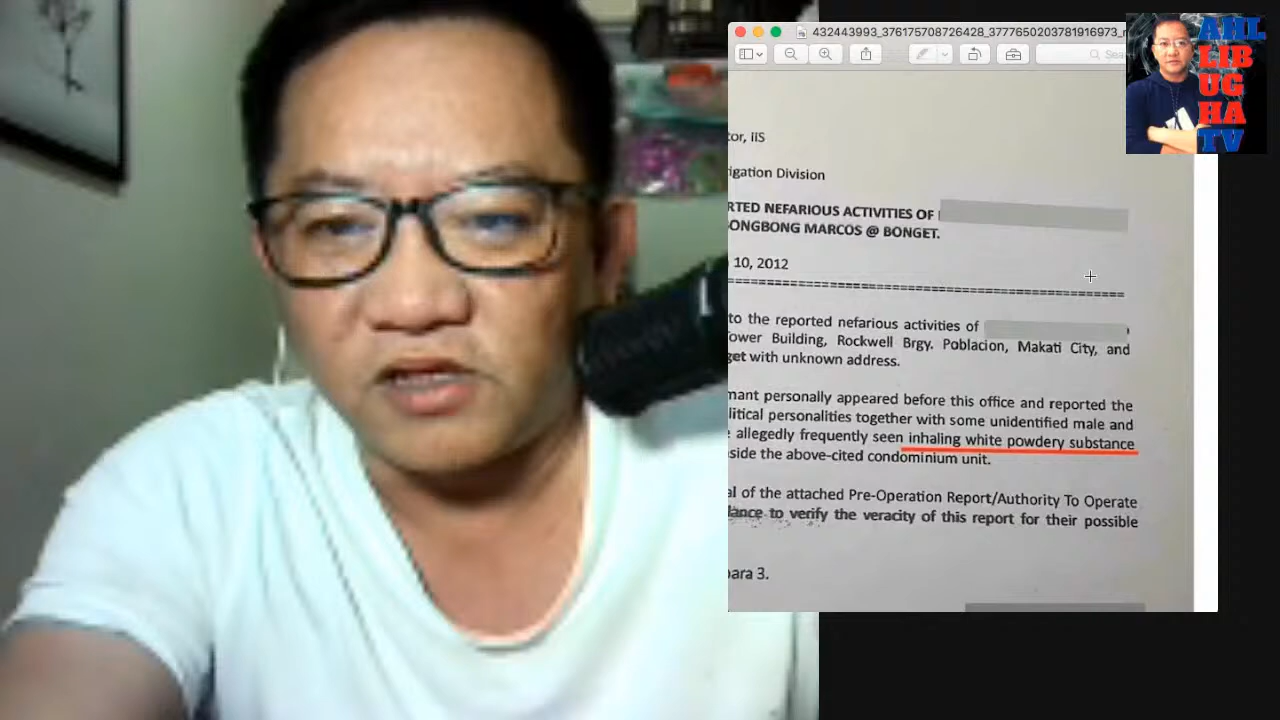 432443993_376175708726428_3777650203781916973_
Sea
AHL
LIB
UG
HA
TV
tor, iiS
igation Division
RTED NEFARIOUS ACTIVITIES OF
ONGBONG MARCOS @ BONGET.
10, 2012
================================================
to the reported nefarious activities of
Tower Building, Rockwell Brgy. Poblacion, Makati City, and
get with unknown address.
mant personally appeared before this office and reported the
litical personalities together with some unidentified male and
e allegedly frequently seen inhaling white powdery substance
side the above-cited condominium unit.
al of the attached Pre-Operation Report/Authority To Operate
lance to verify the veracity of this report for their possible
para 3.